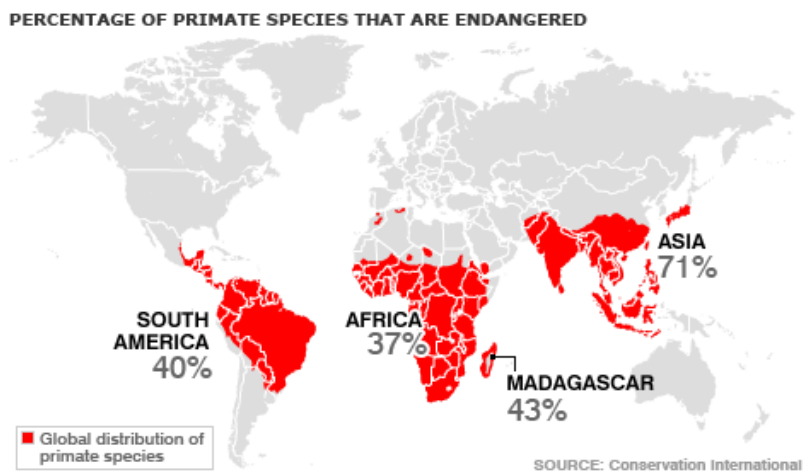 PERCENTAGE OF PRIMATE SPECIES THAT ARE ENDANGERED
ASIA
71%
SOUTH
AMERICA
40%
AFRICA
37%
MADAGASCAR
43%
Global distribution of
primate species
SOURCE: Conservation International